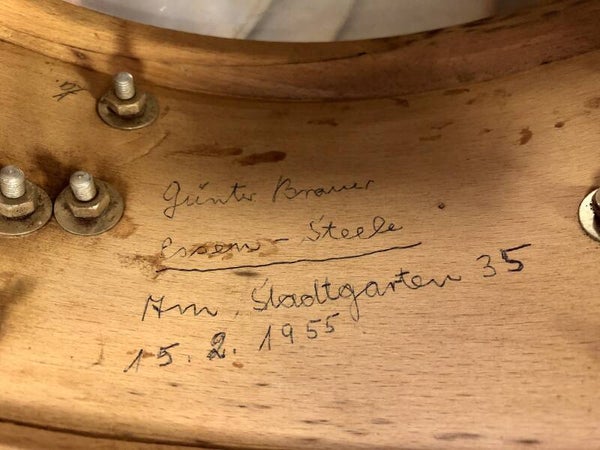 Günter Brauer
Essen-Steele
Am Stadtgarten 35
15.2.1955